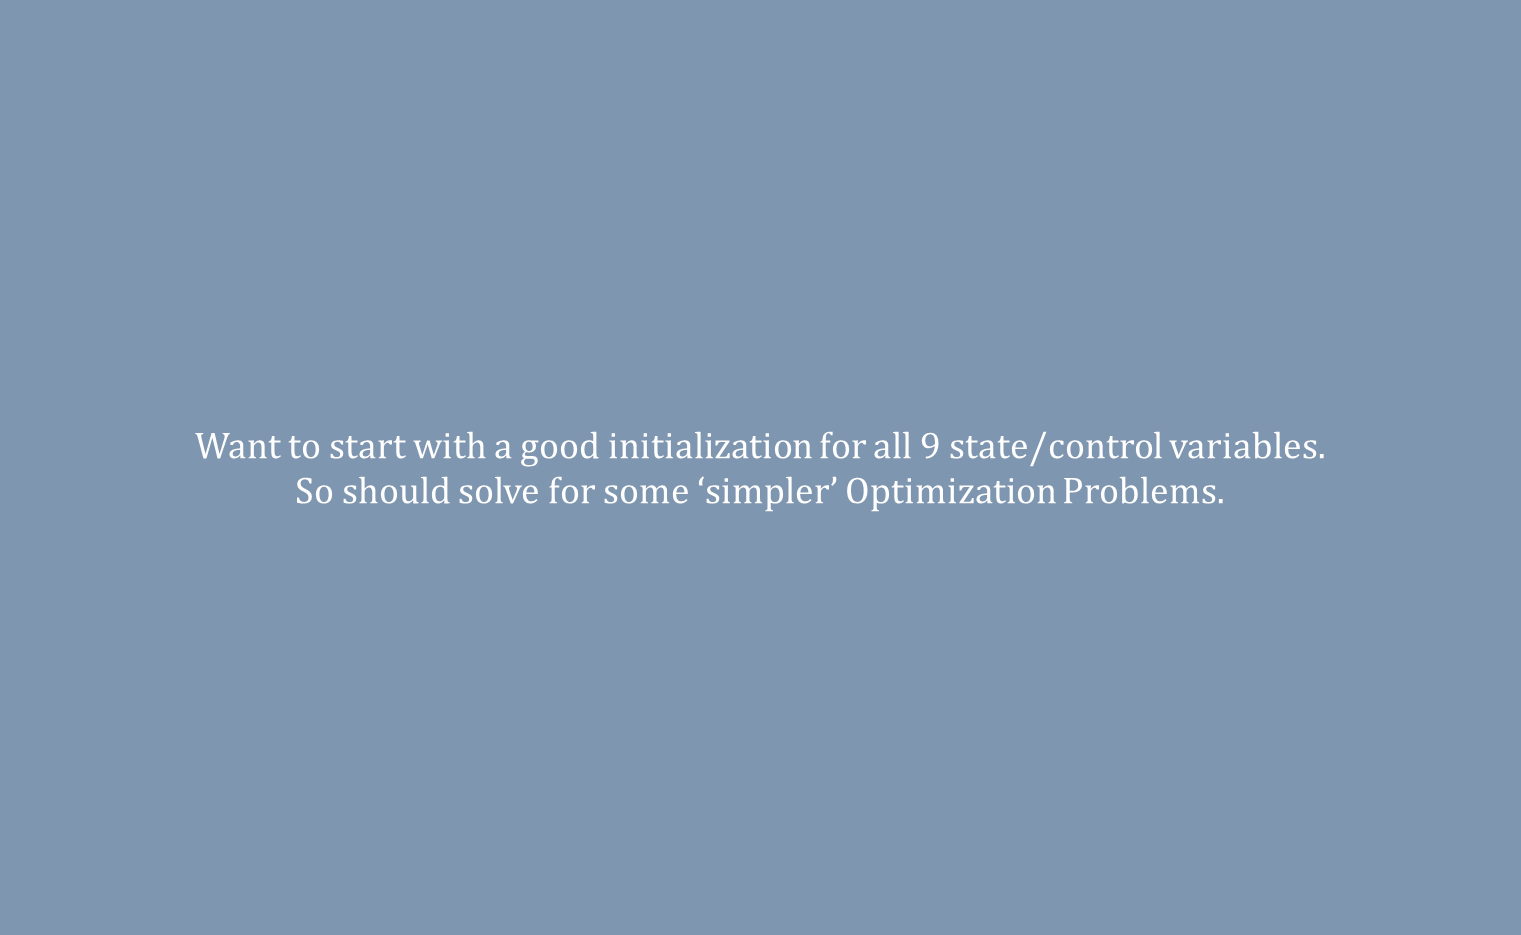 Want to start with a good initialization for all 9 state/control variables.
So should solve for some ‘simpler’ Optimization Problems.